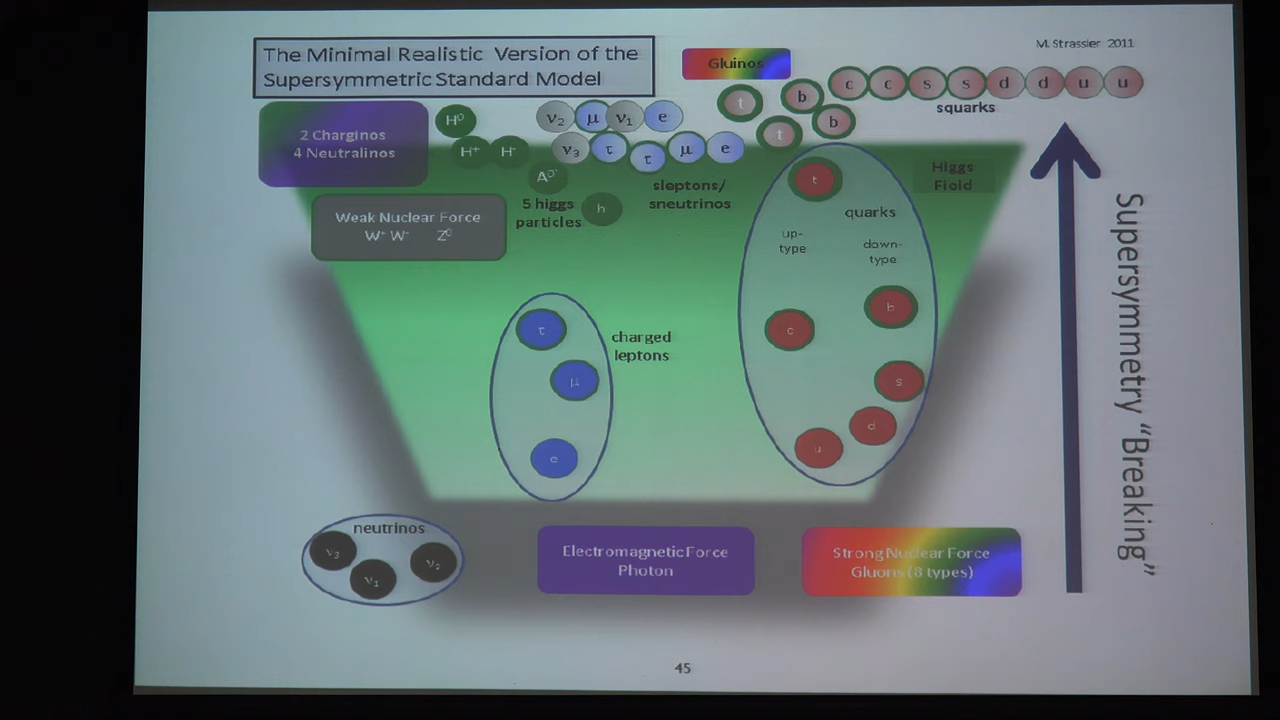 The Minimal Realistic Version of the
Supersymmetric Standard Model
Gluinos
M. Strassler 2011
c c s s d d u u
squarks
t b
t b
2 Charginos
4 Neutralinos
H⁰
H⁺ H⁻
ν₂ μ ν₁ e
ν₃ τ τ μ e
A⁰
sleptons/
sneutrinos
5 higgs
particles
h
Weak Nuclear Force
W⁺ W⁻ Z⁰
Higgs
Field
t
quarks
up-
type
down-
type
c
b
s
d
u
τ
μ
e
charged
leptons
neutrinos
ν₃
ν₁
ν₂
Electromagnetic Force
Photon
Strong Nuclear Force
Gluons (8 types)
Supersymmetry "Breaking"
45